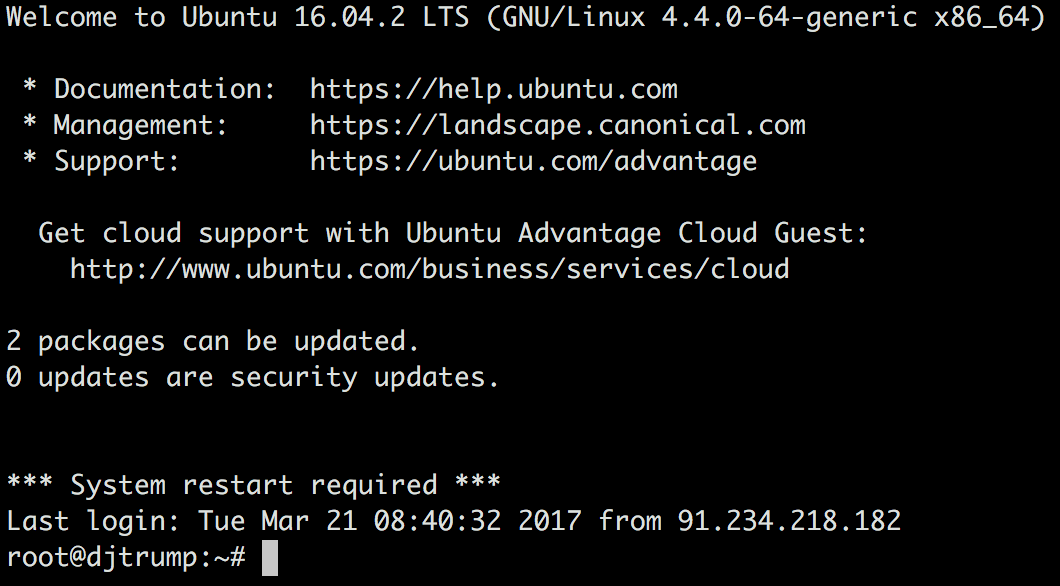 Welcome to Ubuntu 16.04.2 LTS (GNU/Linux 4.4.0-64-generic x86_64)
* Documentation:  https://help.ubuntu.com
* Management:     https://landscape.canonical.com
* Support:        https://ubuntu.com/advantage
Get cloud support with Ubuntu Advantage Cloud Guest:
http://www.ubuntu.com/business/services/cloud
2 packages can be updated.
0 updates are security updates.
*** System restart required ***
Last login: Tue Mar 21 08:40:32 2017 from 91.234.218.182
root@djtrump:~#